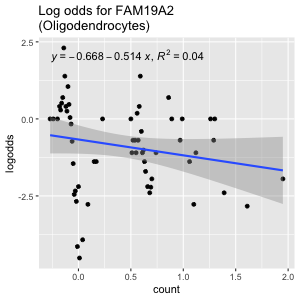 Log odds for FAM19A2
(Oligodendrocytes)
y = −0.668 − 0.514 x, R² = 0.04
2.5
0.0
-2.5
logodds
0.0
0.5
1.0
1.5
2.0
count